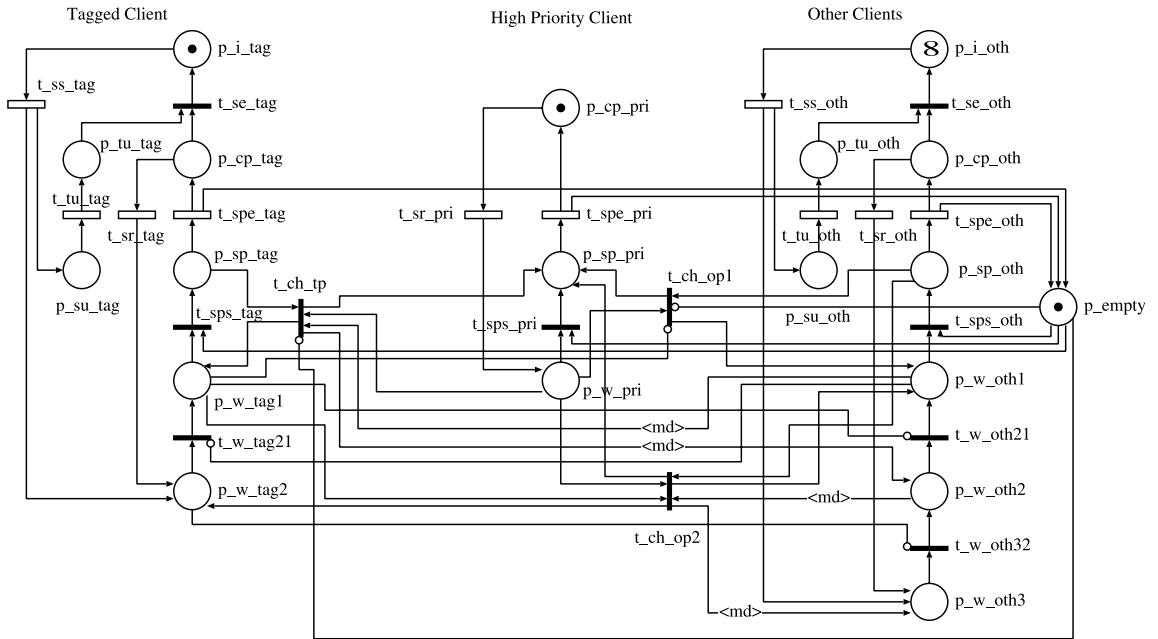 Tagged Client
High Priority Client
Other Clients
p_i_tag
8
p_i_oth
t_ss_tag
t_se_tag
p_cp_pri
t_ss_oth
t_se_oth
p_tu_tag
p_cp_tag
p_tu_oth
p_cp_oth
t_tu_tag
t_sr_tag
t_spe_tag
t_sr_pri
t_spe_pri
t_tu_oth
t_sr_oth
t_spe_oth
p_sp_tag
p_sp_pri
p_sp_oth
p_su_tag
t_ch_tp
t_ch_op1
t_sps_tag
t_sps_pri
p_su_oth
t_sps_oth
p_empty
p_w_tag1
p_w_pri
p_w_oth1
<md>
t_w_tag21
<md>
t_w_oth21
p_w_tag2
<md>
p_w_oth2
t_ch_op2
t_w_oth32
<md>
p_w_oth3